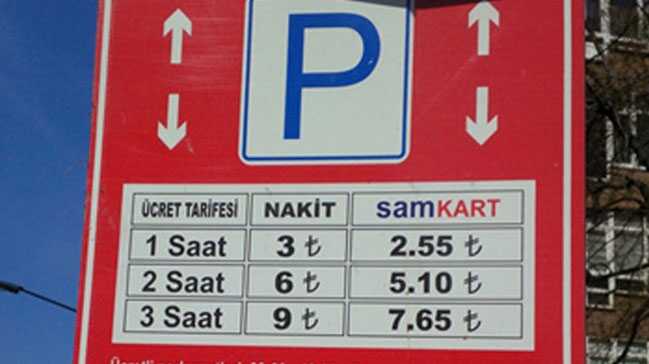 P
ÜCRET TARİFESİ NAKİT samKART
1 Saat 3 ₺ 2.55 ₺
2 Saat 6 ₺ 5.10 ₺
3 Saat 9 ₺ 7.65 ₺